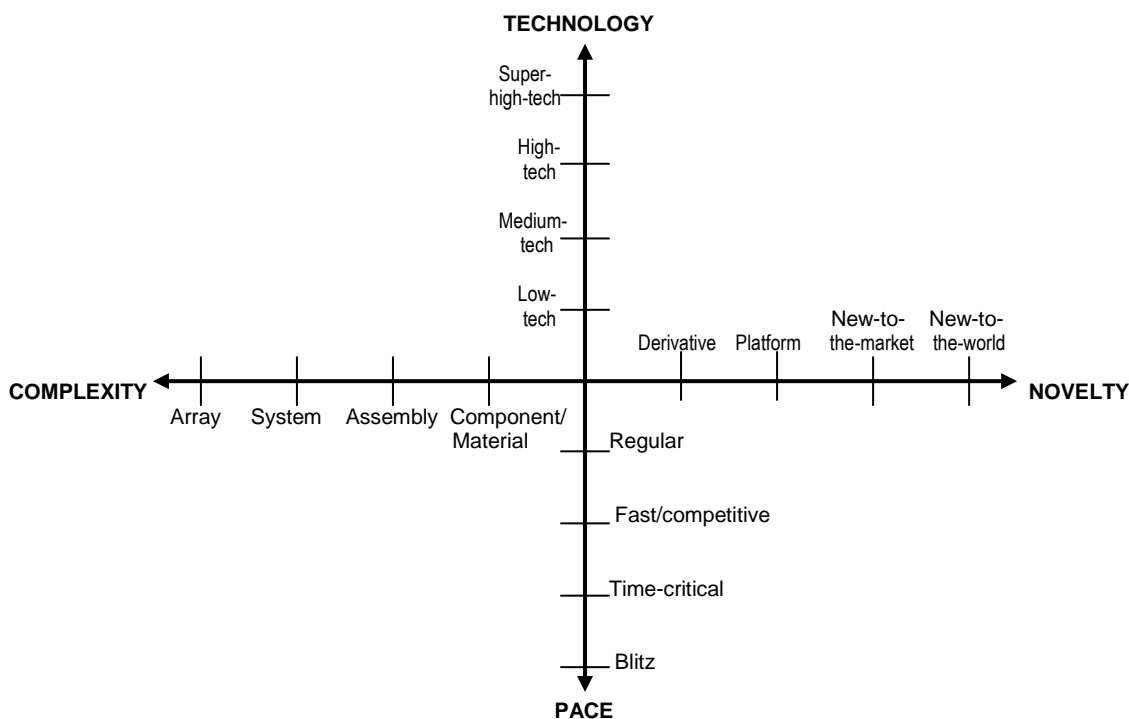 TECHNOLOGY
Super-
high-tech
High-
tech
Medium-
tech
Low-
tech
Derivative
Platform
New-to-
the-market
New-to-
the-world
COMPLEXITY
NOVELTY
Array
System
Assembly
Component/
Material
Regular
Fast/competitive
Time-critical
Blitz
PACE